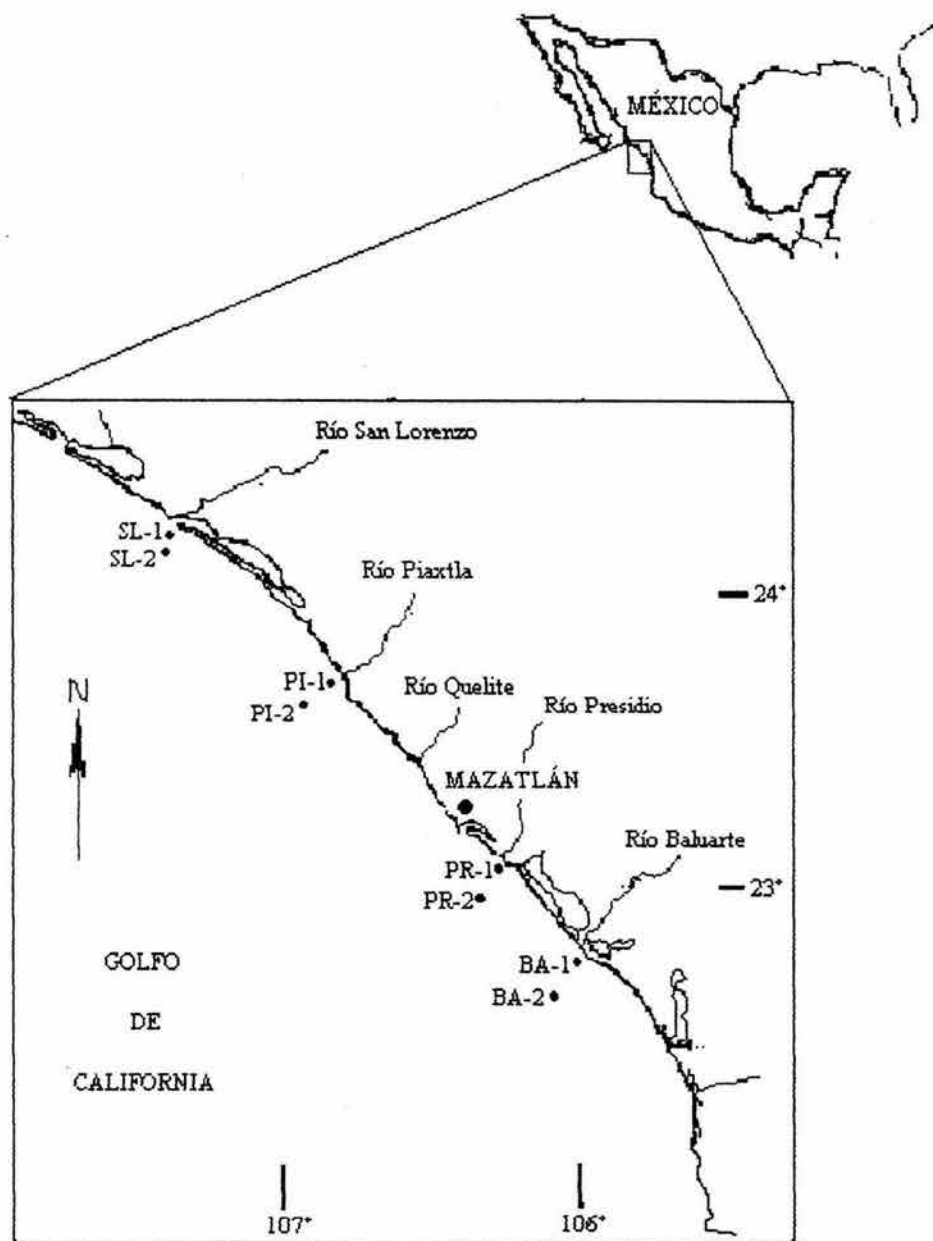 MÉXICO
Río San Lorenzo
SL-1
SL-2
Río Piaxtla
24°
PI-1
PI-2
N
Río Quelite
Río Presidio
MAZATLÁN
Río Baluarte
PR-1
23°
PR-2
GOLFO
DE
CALIFORNIA
BA-1
BA-2
107°
106°